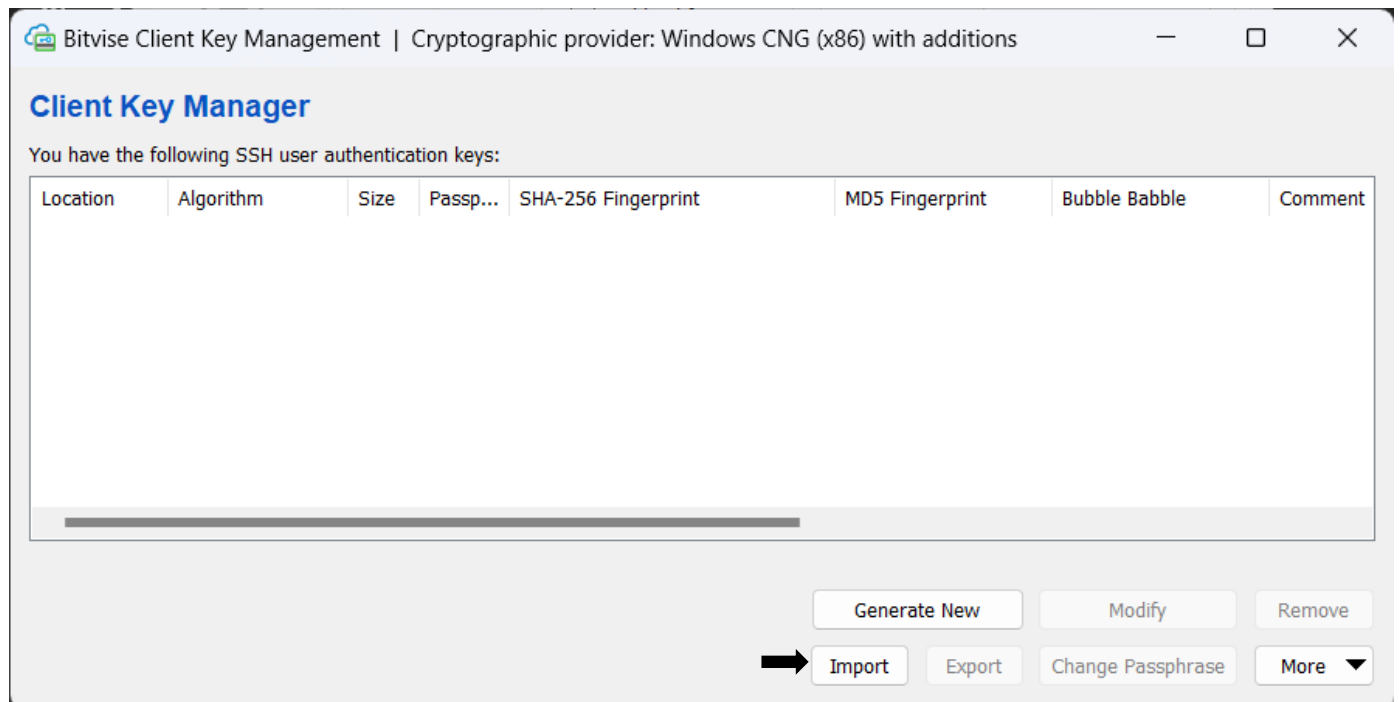 Bitvise Client Key Management | Cryptographic provider: Windows CNG (x86) with additions
Client Key Manager
You have the following SSH user authentication keys:
Location Algorithm Size Passp... SHA-256 Fingerprint MD5 Fingerprint Bubble Babble Comment
Generate New Modify Remove
Import Export Change Passphrase More